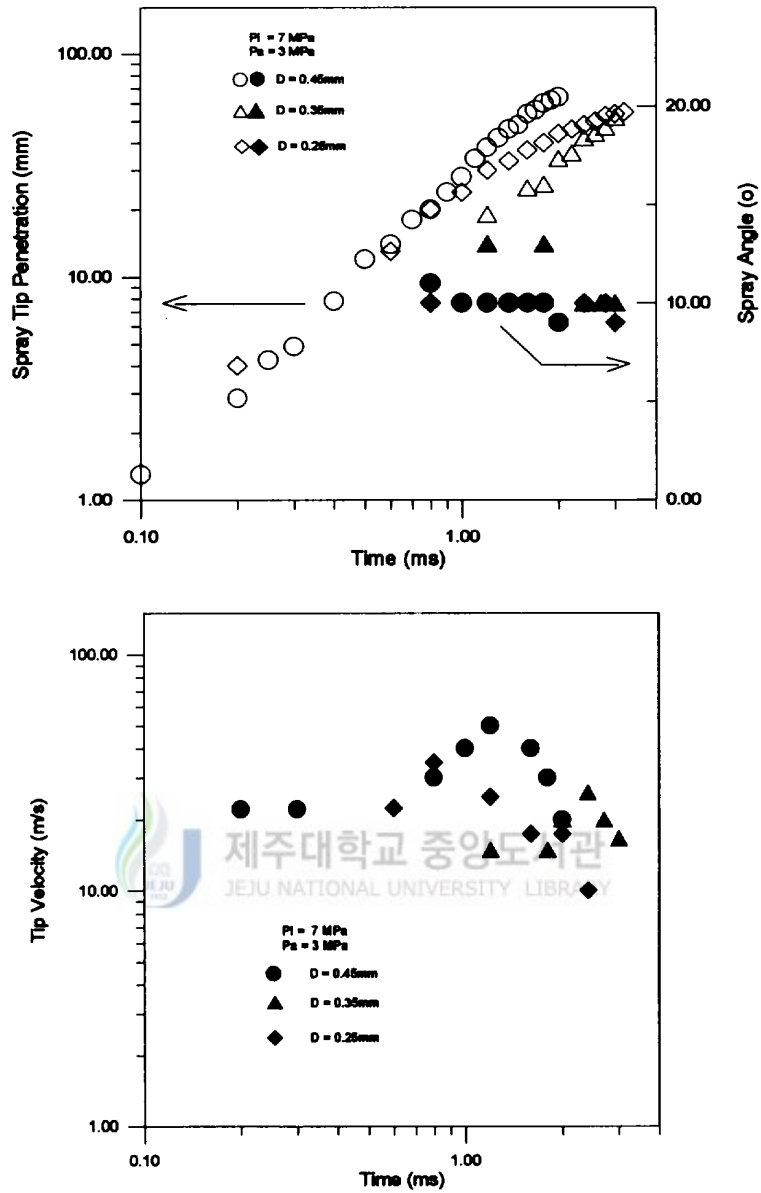 PI = 7 MPa
Pa = 3 MPa
D = 0.45mm
D = 0.35mm
D = 0.25mm
100.00
10.00
1.00
Spray Tip Penetration (mm)
20.00
10.00
0.00
Spray Angle (o)
0.10
1.00
Time (ms)
100.00
10.00
1.00
Tip Velocity (m/s)
제주대학교 중앙도서관
JEJU NATIONAL UNIVERSITY LIBRARY
JEJU
PI = 7 MPa
Pa = 3 MPa
D = 0.45mm
D = 0.35mm
D = 0.25mm
0.10
1.00
Time (ms)